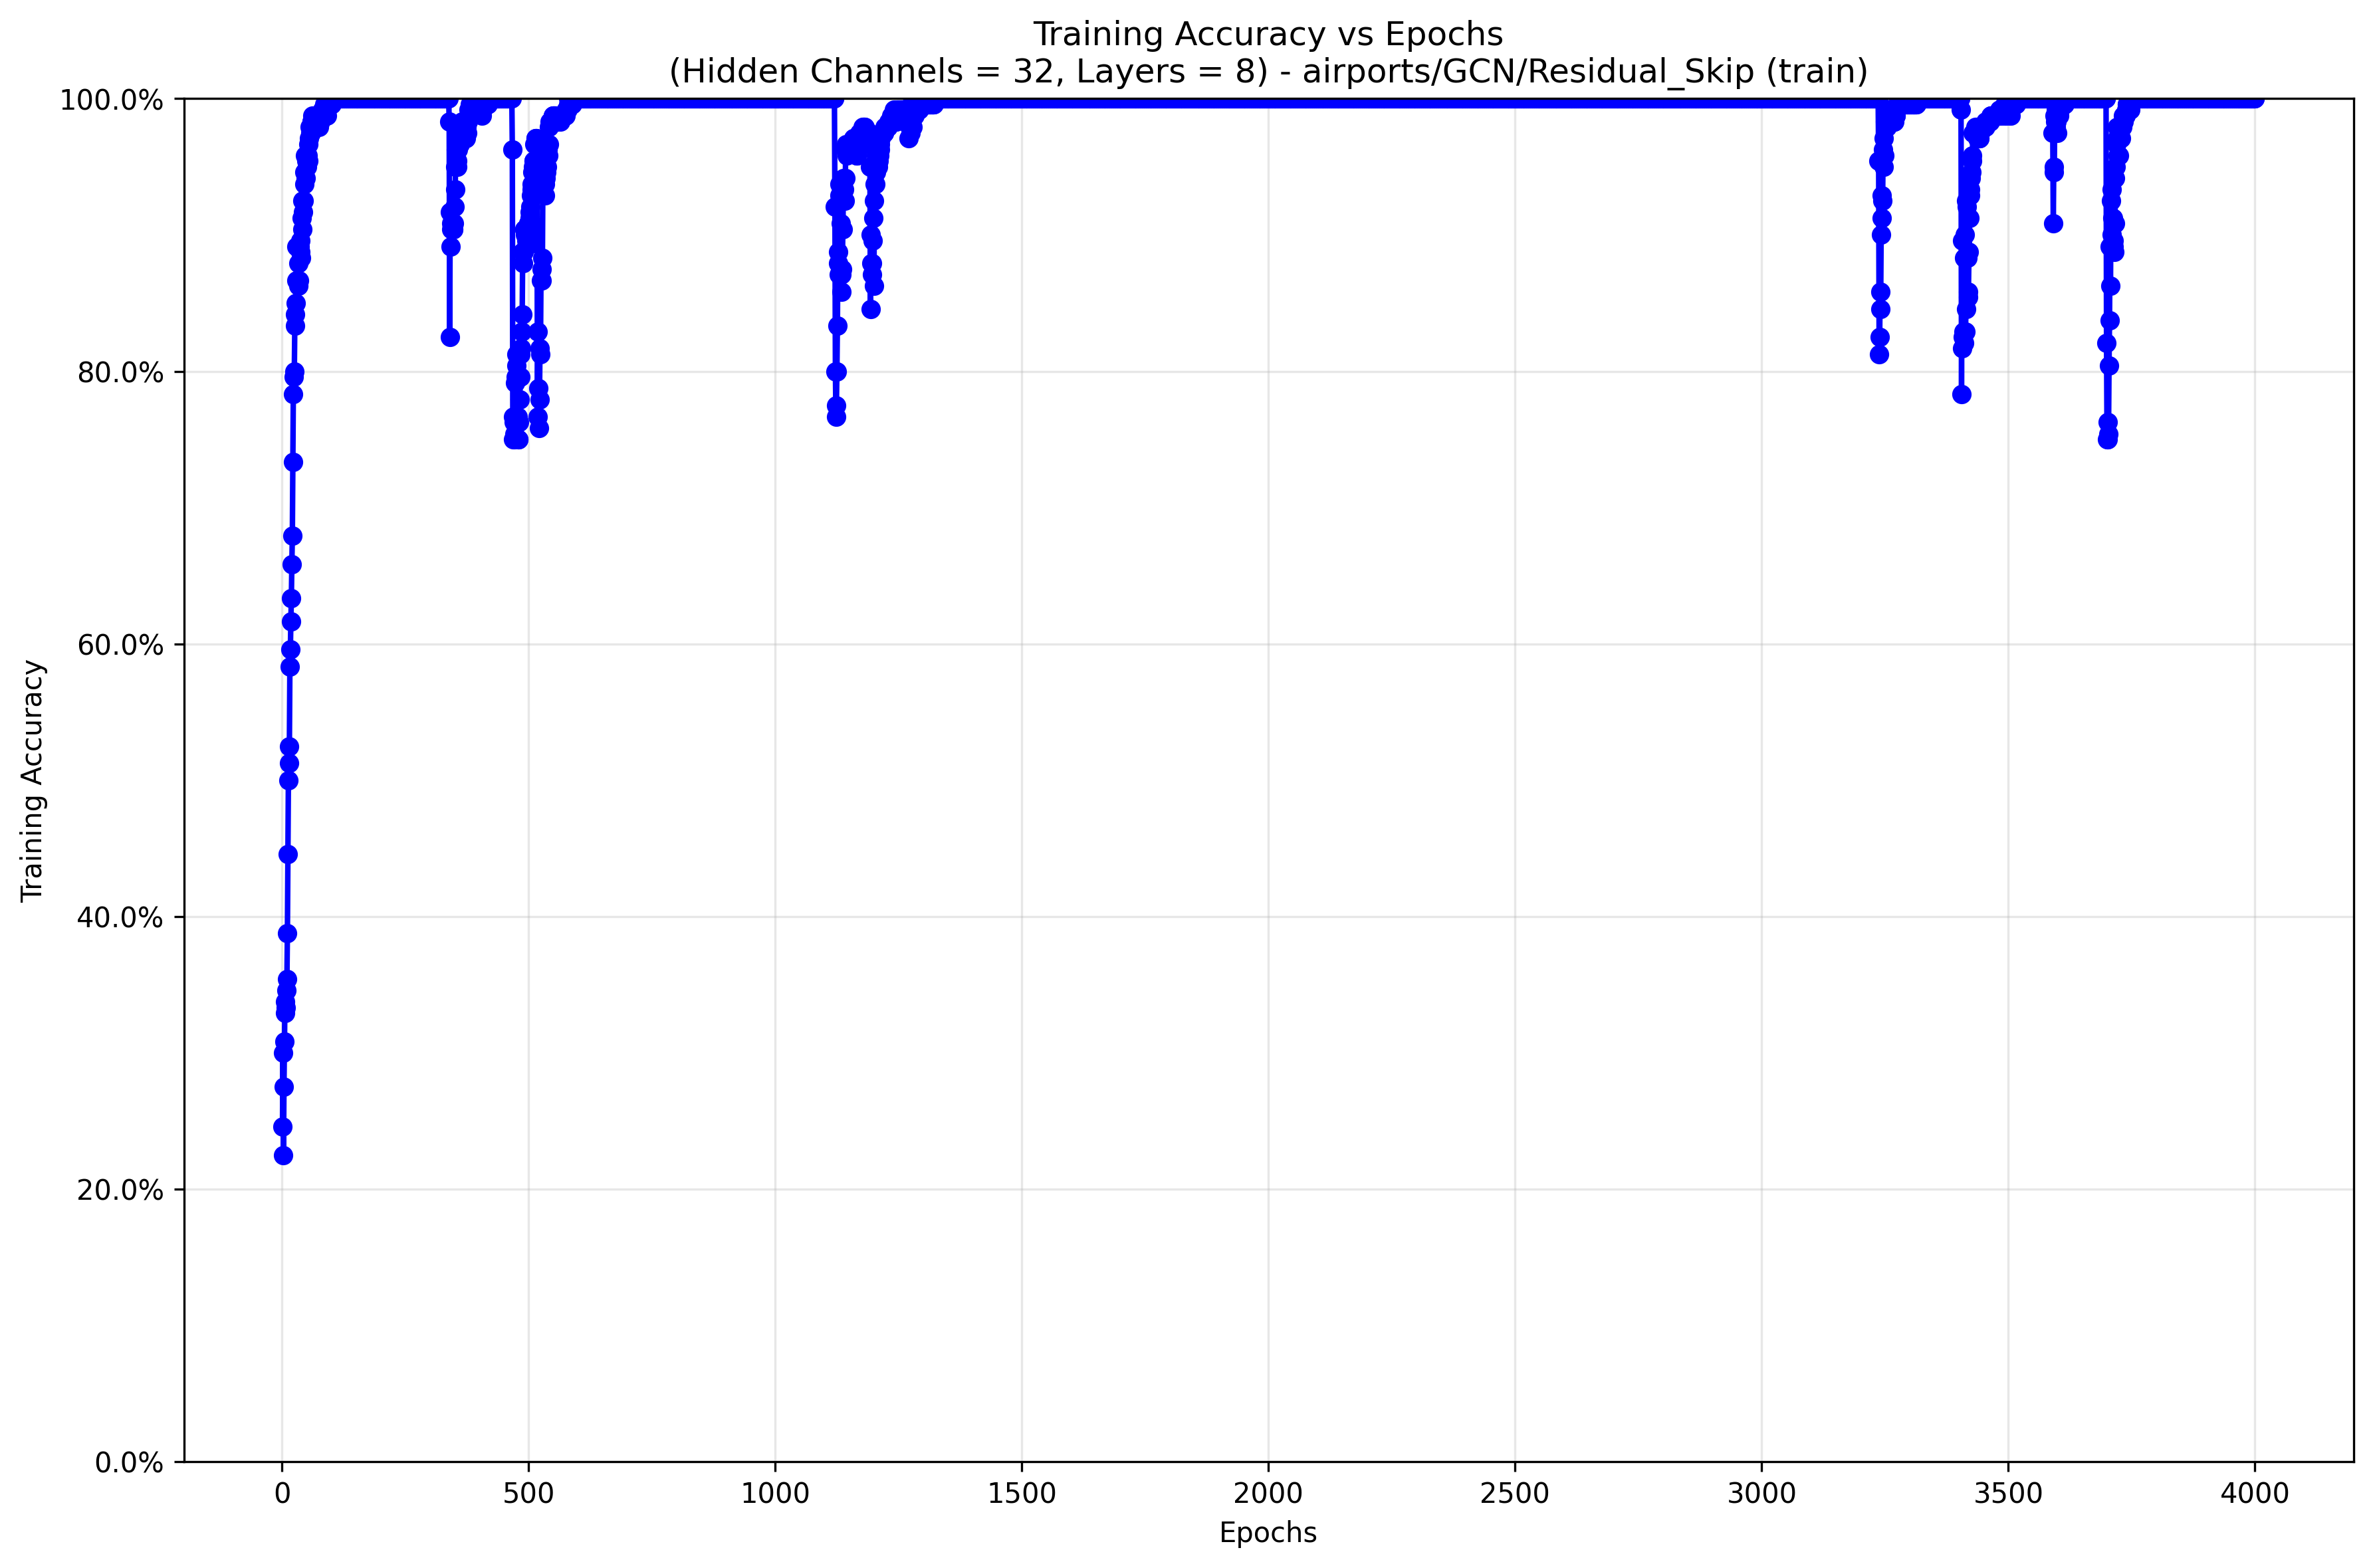 Training Accuracy vs Epochs
(Hidden Channels = 32, Layers = 8) - airports/GCN/Residual_Skip (train)
Training Accuracy
100.0%
80.0%
60.0%
40.0%
20.0%
0.0%
0 500 1000 1500 2000 2500 3000 3500 4000
Epochs